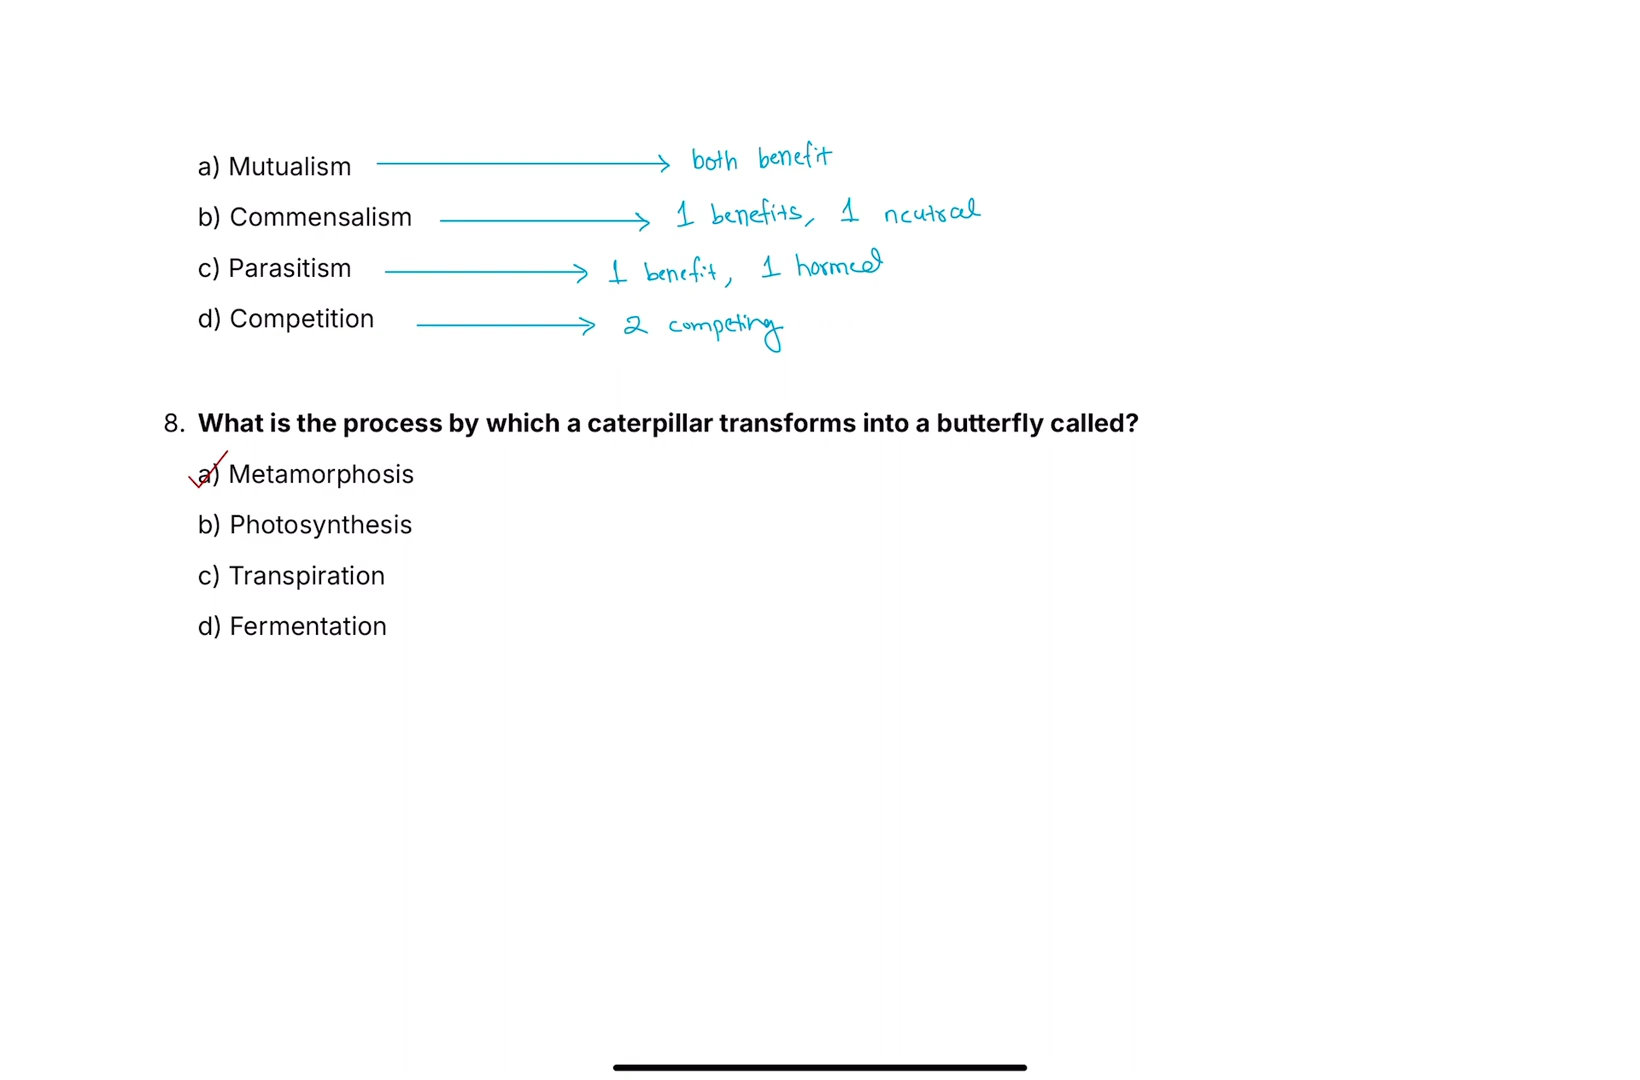 a) Mutualism → both benefit
b) Commensalism → 1 benefits, 1 neutral
c) Parasitism → 1 benefit, 1 harmed
d) Competition → 2 competing
8. What is the process by which a caterpillar transforms into a butterfly called?
a) Metamorphosis
b) Photosynthesis
c) Transpiration
d) Fermentation